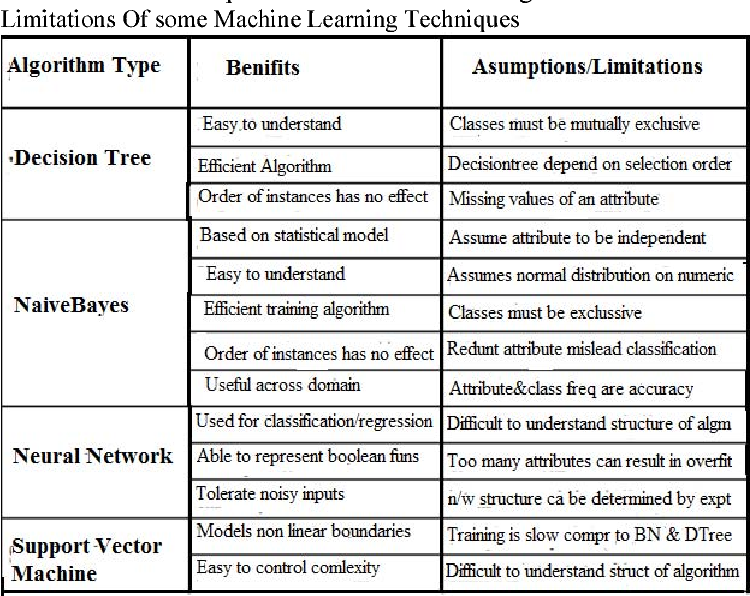 Limitations Of some Machine Learning Techniques
Algorithm Type Benifits Asumptions/Limitations
Decision Tree
Easy to understand Classes must be mutually exclusive
Efficient Algorithm Decisiontree depend on selection order
Order of instances has no effect Missing values of an attribute
NaiveBayes
Based on statistical model Assume attribute to be independent
Easy to understand Assumes normal distribution on numeric
Efficient training algorithm Classes must be exclussive
Order of instances has no effect Redunt attribute mislead classification
Useful across domain Attribute&class freq are accuracy
Neural Network
Used for classification/regression Difficult to understand structure of algm
Able to represent boolean funs Too many attributes can result in overfit
Tolerate noisy inputs n/w structure ca be determined by expt
Support Vector
Machine
Models non linear boundaries Training is slow compr to BN & DTree
Easy to control comlexity Difficult to understand struct of algorithm